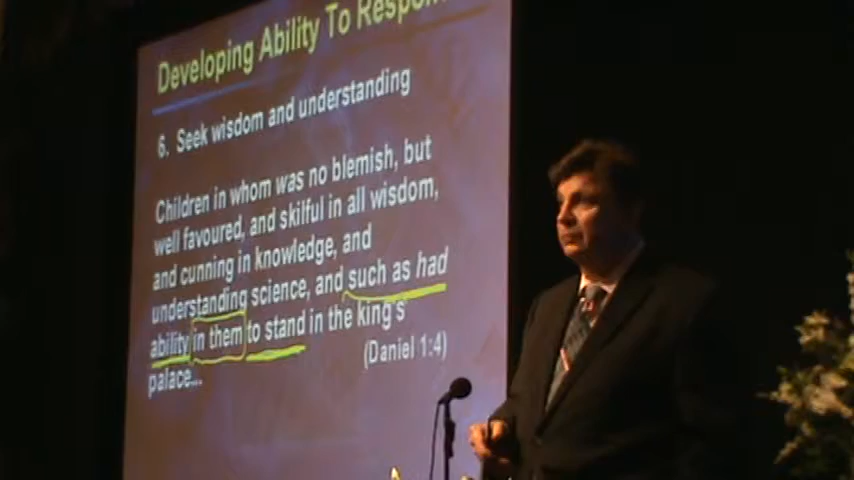 Developing Ability To
6. Seek wisdom and understanding
Children in whom was no blemish, but
well favoured, and skilful in all wisdom,
and cunning in knowledge, and
understanding science, and such as had
ability in them to stand in the king's
(Daniel 1:4)
palace...